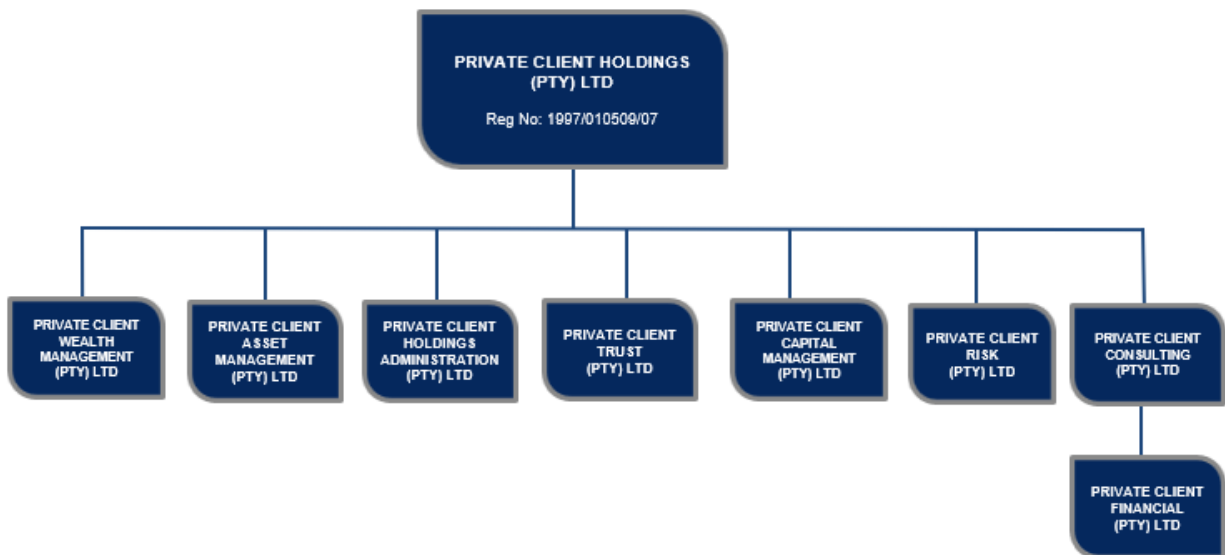 PRIVATE CLIENT HOLDINGS
(PTY) LTD
Reg No: 1997/010509/07
PRIVATE CLIENT
WEALTH
MANAGEMENT
(PTY) LTD
PRIVATE CLIENT
ASSET
MANAGEMENT
(PTY) LTD
PRIVATE CLIENT
HOLDINGS
ADMINISTRATION
(PTY) LTD
PRIVATE CLIENT
TRUST
(PTY) LTD
PRIVATE CLIENT
CAPITAL
MANAGEMENT
(PTY) LTD
PRIVATE CLIENT
RISK
(PTY) LTD
PRIVATE CLIENT
CONSULTING
(PTY) LTD
PRIVATE CLIENT
FINANCIAL
(PTY) LTD